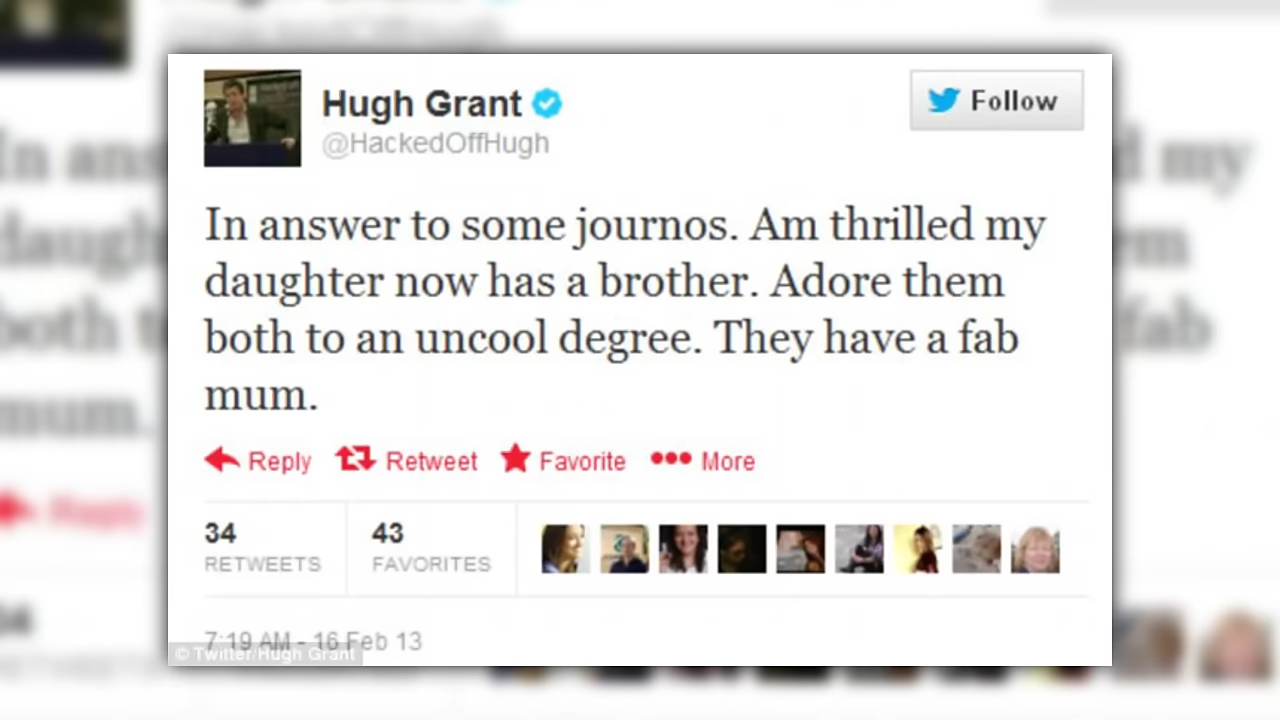 Hugh Grant
@HackedOffHugh
Follow
In answer to some journos. Am thrilled my
daughter now has a brother. Adore them
both to an uncool degree. They have a fab
mum.
Reply Retweet Favorite More
34 43
RETWEETS FAVORITES
7:19 AM - 16 Feb 13
© Twitter/Hugh Grant